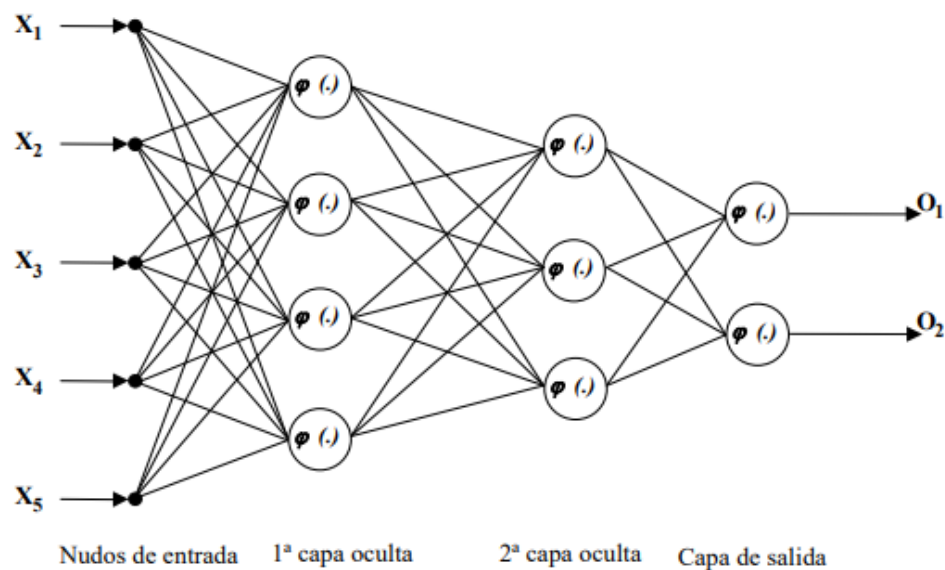 X₁
X₂
X₃
X₄
X₅
φ (.)
φ (.)
φ (.)
φ (.)
φ (.)
φ (.)
φ (.)
φ (.)
φ (.)
O₁
O₂
Nudos de entrada
1ª capa oculta
2ª capa oculta
Capa de salida